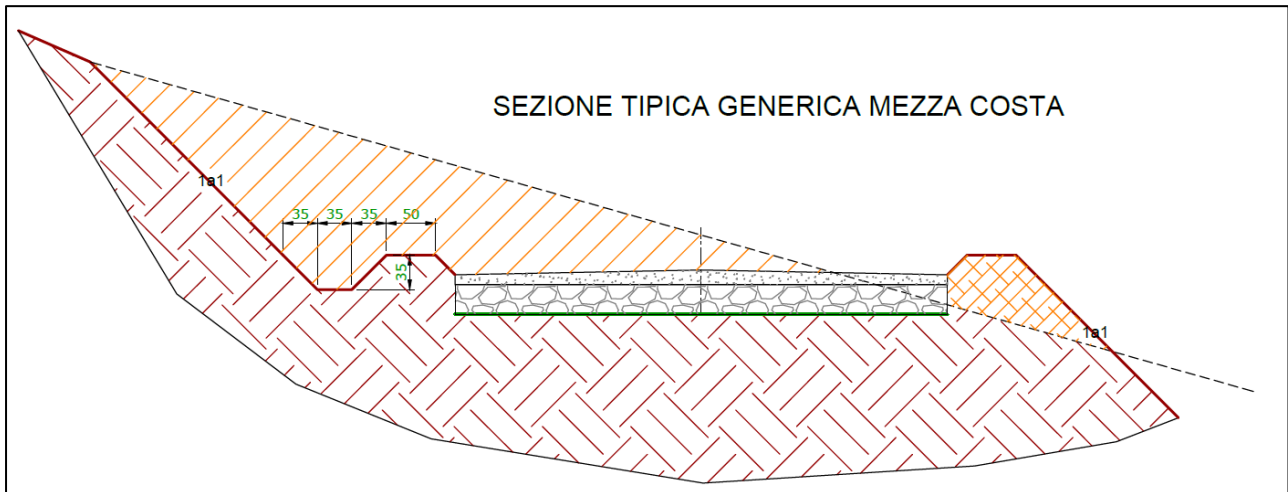 SEZIONE TIPICA GENERICA MEZZA COSTA
1a1
35 35 35 50
35
1a1